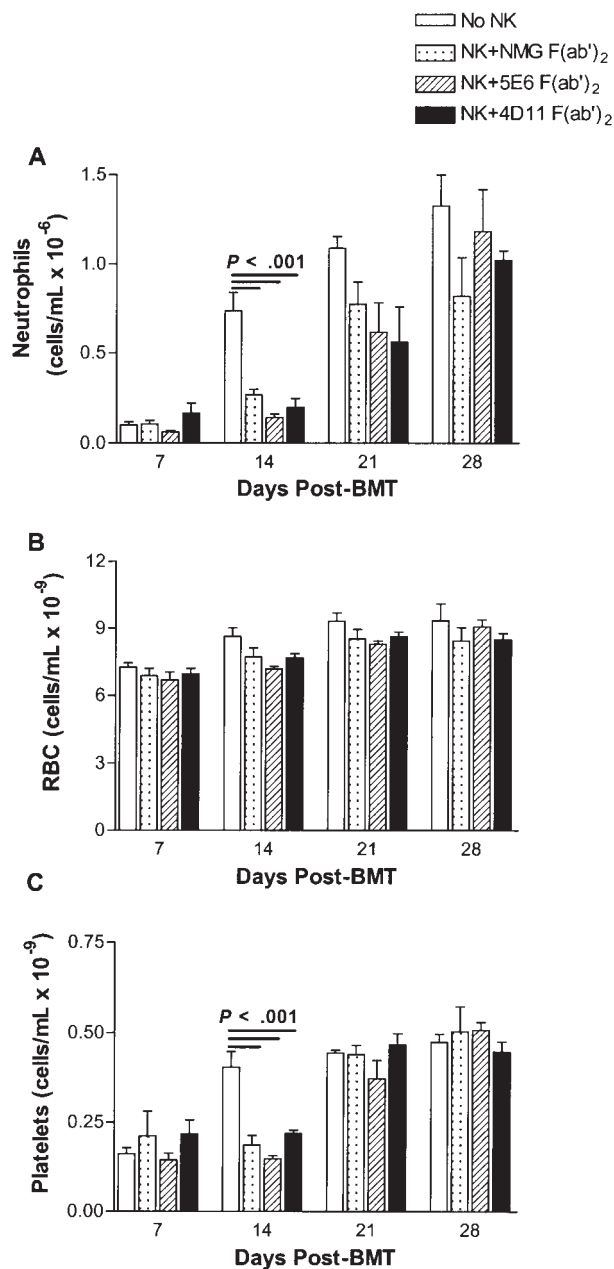 No NK
NK+NMG F(ab')2
NK+5E6 F(ab')2
NK+4D11 F(ab')2
A
Neutrophils
(cells/mL x 10-6)
1.5
1.0
0.5
0.0
P < .001
7 14 21 28
Days Post-BMT
B
RBC (cells/mL x 10-9)
12
9
6
3
0
7 14 21 28
Days Post-BMT
C
Platelets (cells/mL x 10-9)
0.75
0.50
0.25
0.00
P < .001
7 14 21 28
Days Post-BMT